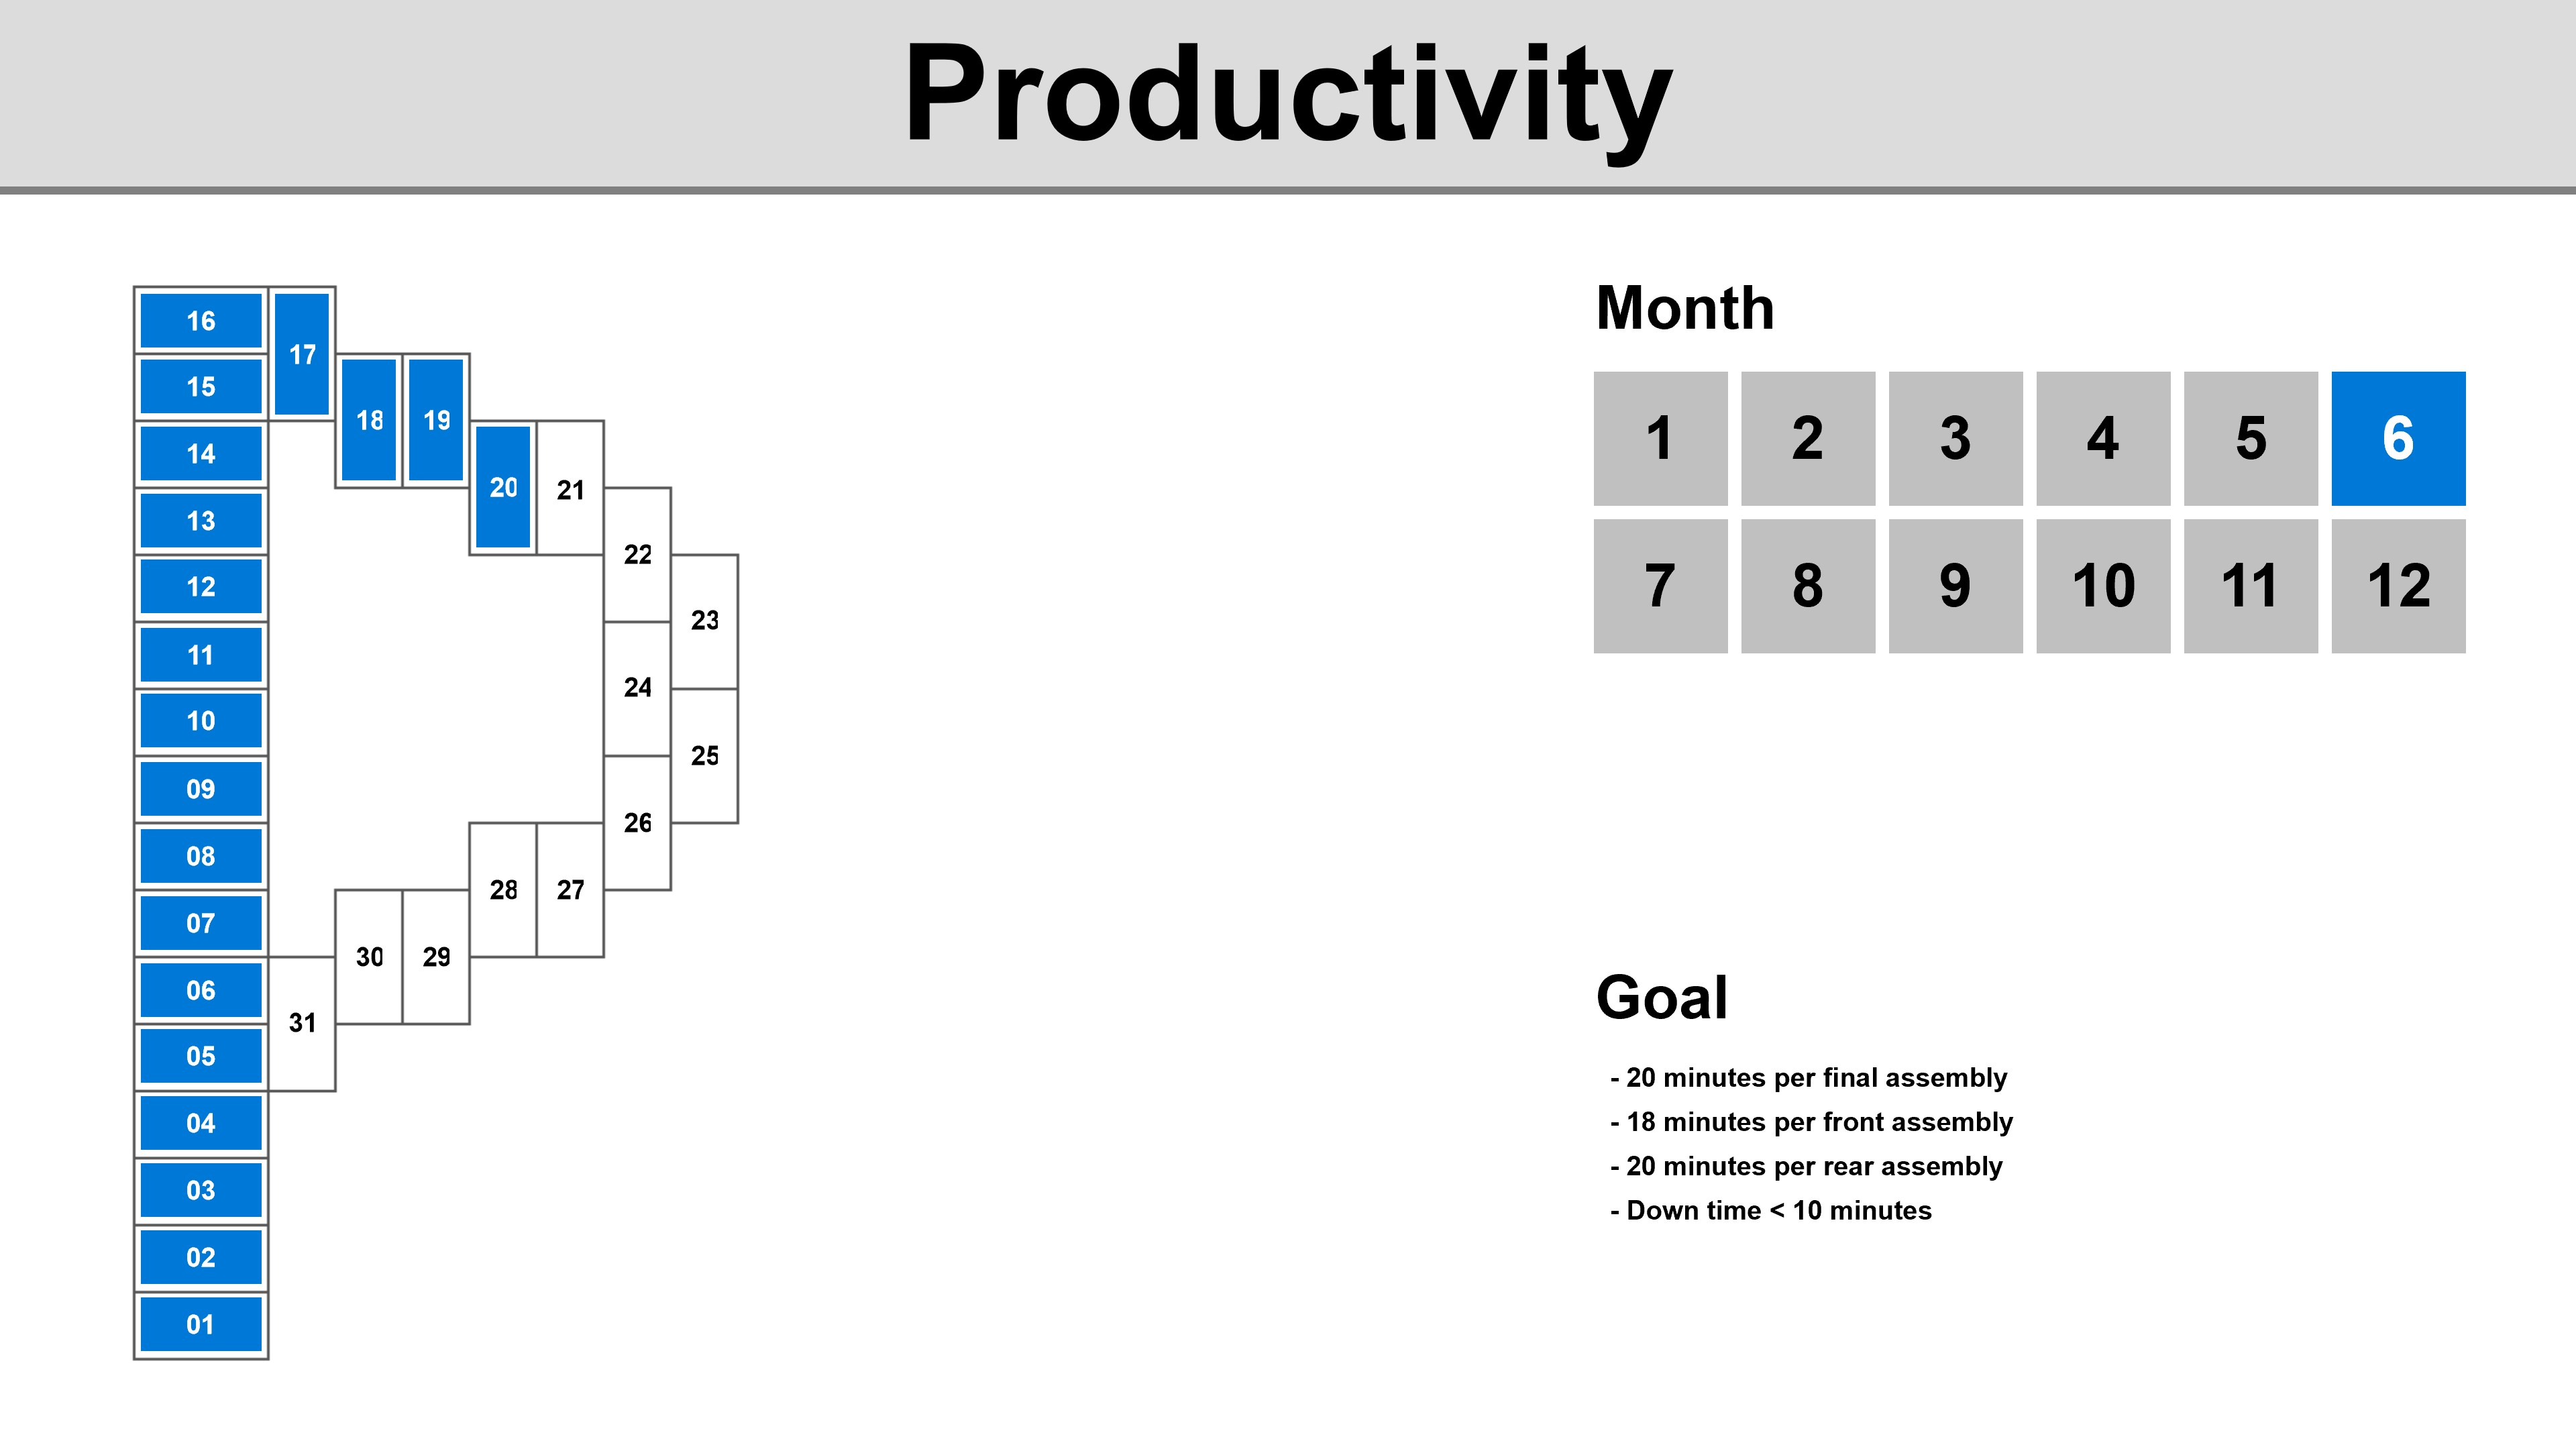 Productivity
16 17
15
18 19
14
20 21
13
22
12
23
11
24
10
25
09
26
08
28 27
07
30 29
06
31
05
04
03
02
01
Month
1 2 3 4 5 6
7 8 9 10 11 12
Goal
- 20 minutes per final assembly
- 18 minutes per front assembly
- 20 minutes per rear assembly
- Down time < 10 minutes